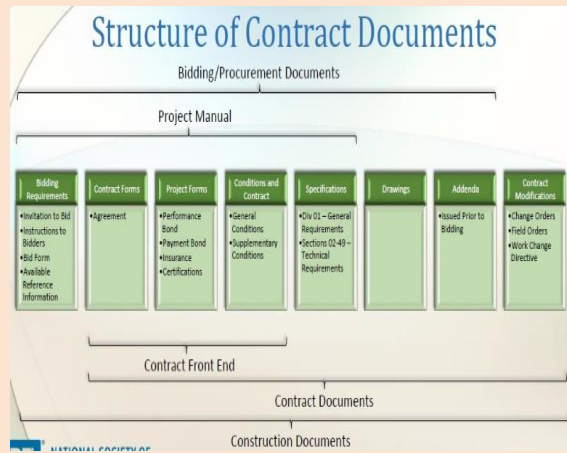 Structure of Contract Documents
Bidding/Procurement Documents
Project Manual
Bidding
Requirements
•Invitation to Bid
•Instructions to
Bidders
•Bid Form
•Available
Reference
Information
Contract Forms
•Agreement
Project Forms
•Performance
Bond
•Payment Bond
•Insurance
•Certifications
Conditions and
Contract
•General
Conditions
•Supplementary
Conditions
Specifications
•Div 01 – General
Requirements
•Sections 02-49 –
Technical
Requirements
Drawings
Addenda
•Issued Prior to
Bidding
Contract
Modifications
•Change Orders
•Field Orders
•Work Change
Directive
Contract Front End
Contract Documents
Construction Documents
NATIONAL SOCIETY OF